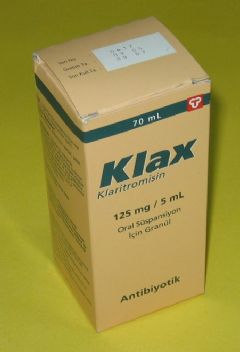 70 mL
Klax
Klaritromisin
125 mg / 5 mL
Oral Süspansiyon
İçin Granül
Antibiyotik